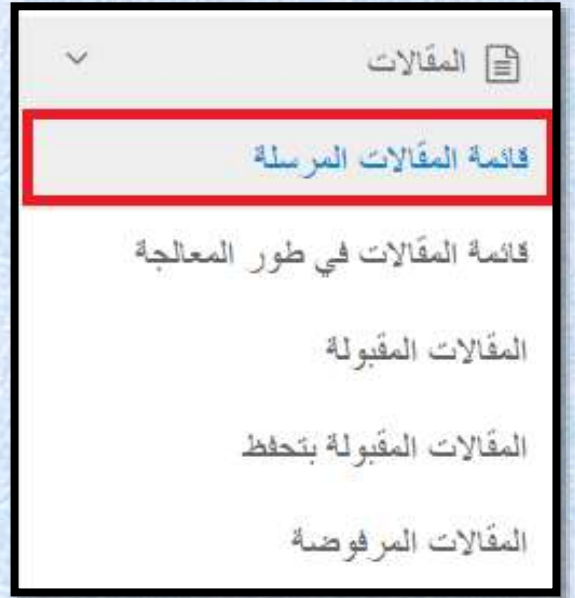 المقالات
قائمة المقالات المرسلة
قائمة المقالات في طور المعالجة
المقالات المقبولة
المقالات المقبولة بتحفظ
المقالات المرفوضة